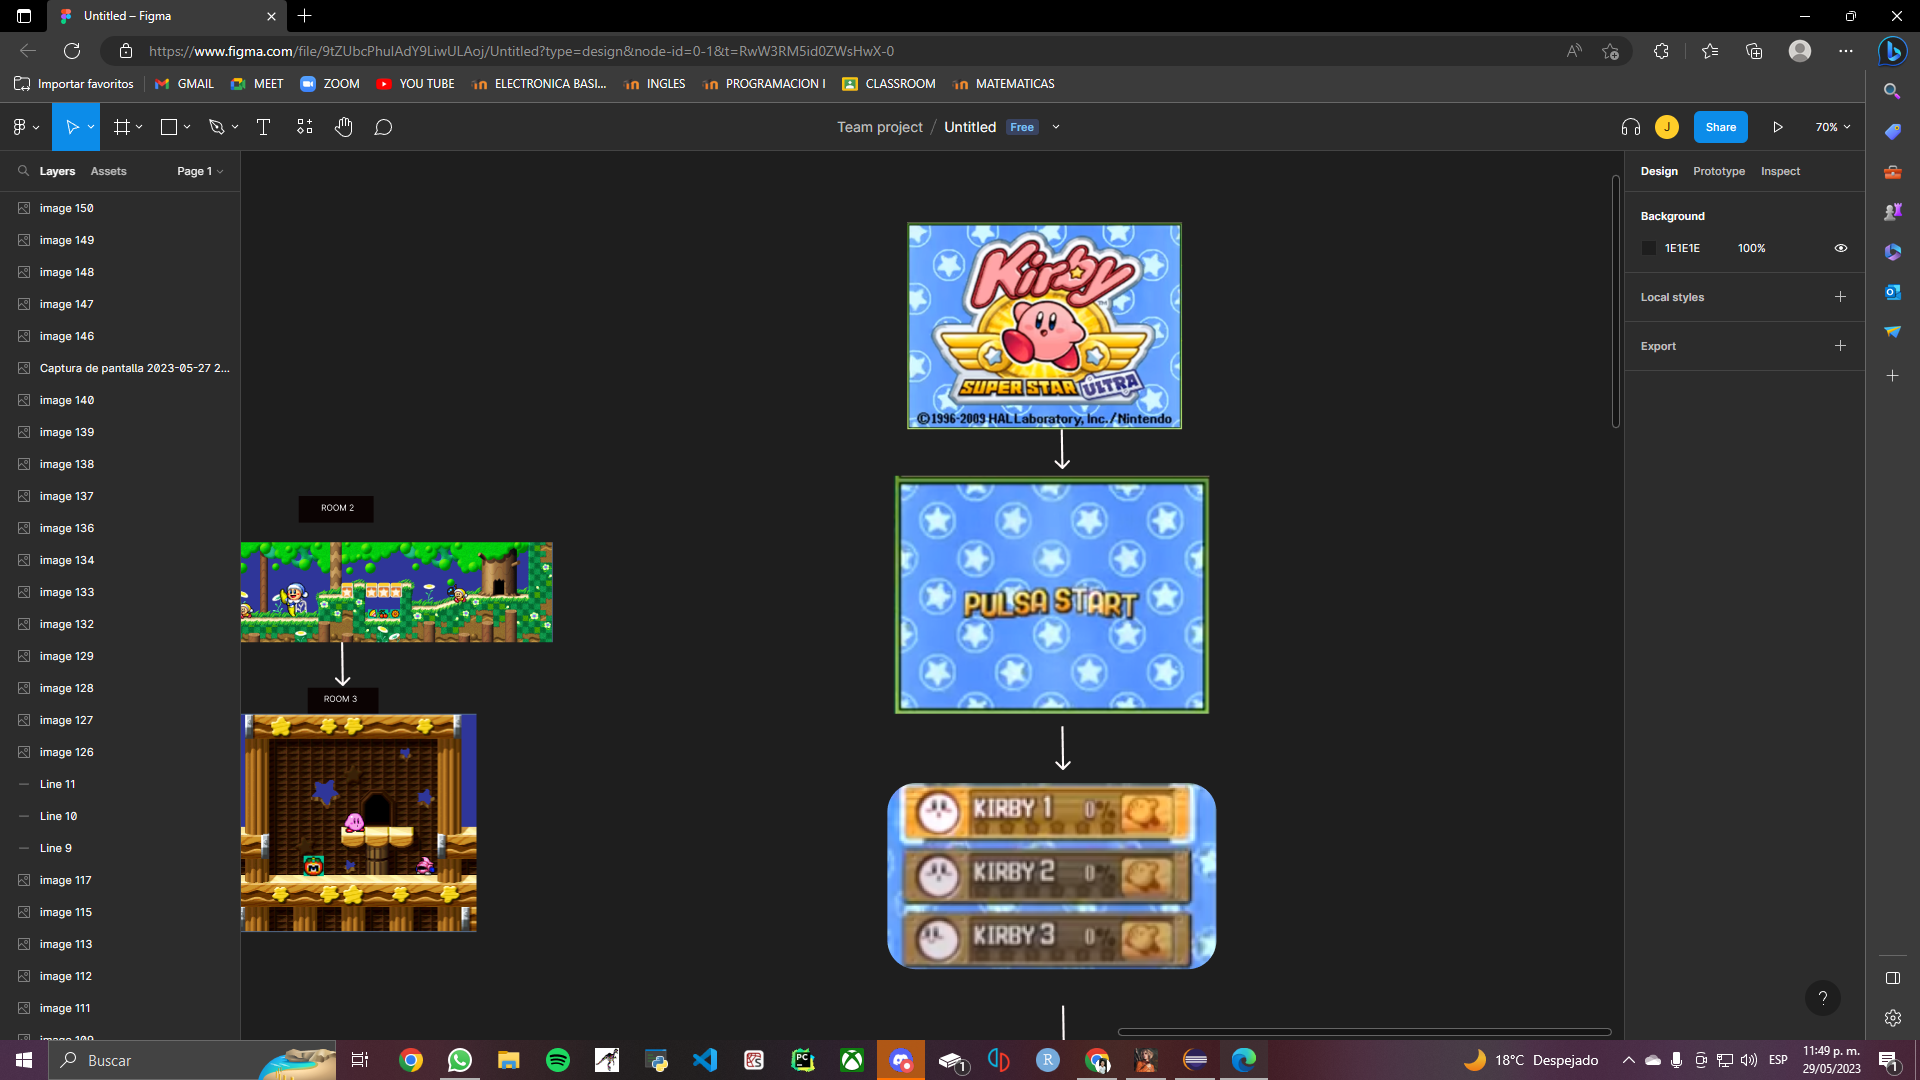 Untitled – Figma
https://www.figma.com/file/9tZUbcPhulAdY9LiwULAoj/Untitled?type=design&node-id=0-1&t=RwW3RM5id0ZWsHwX-0
Importar favoritos
GMAIL
MEET
ZOOM
YOU TUBE
ELECTRONICA BASI...
INGLES
PROGRAMACION I
CLASSROOM
MATEMATICAS
Team project / Untitled Free
J
Share
70%
Layers Assets Page 1
image 150
image 149
image 148
image 147
image 146
Captura de pantalla 2023-05-27 2...
image 140
image 139
image 138
image 137
image 136
image 134
image 133
image 132
image 129
image 128
image 127
image 126
Line 11
Line 10
Line 9
image 117
image 115
image 113
image 112
image 111
ROOM 2
ROOM 3
Kirby
SUPER STAR ULTRA
©1996-2009 HAL Laboratory, Inc./Nintendo
PULSA START
KIRBY 1 0%
KIRBY 2 0%
KIRBY 3 0%
Design Prototype Inspect
Background
1E1E1E 100%
Local styles
Export
?
Buscar
18°C Despejado
ESP
11:49 p. m.
29/05/2023